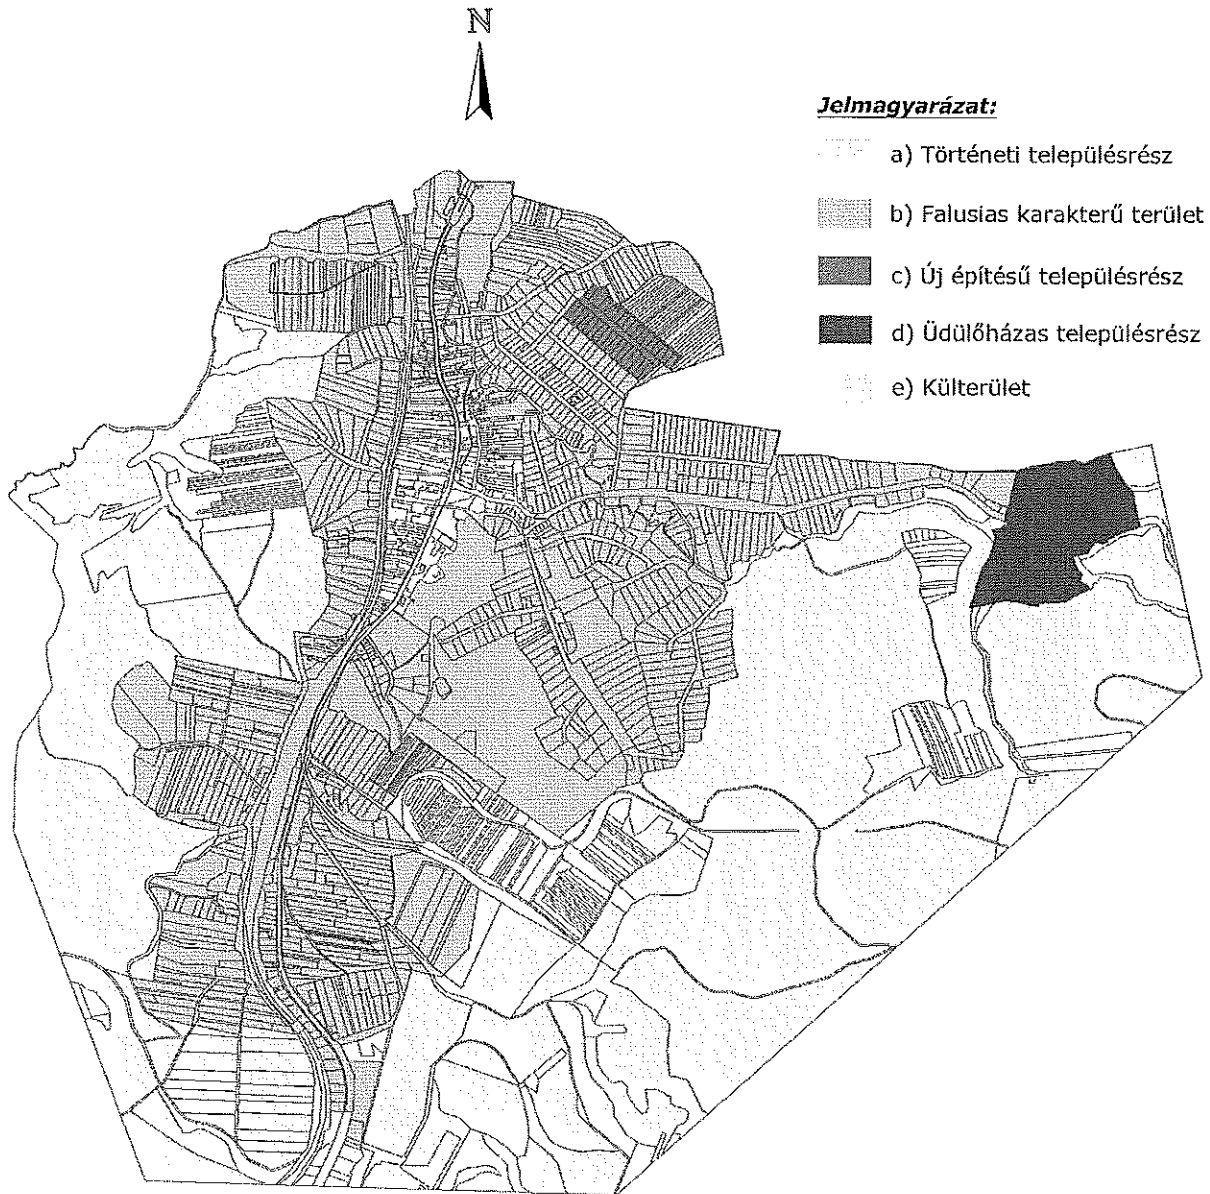 N
Jelmagyarázat:
a) Történeti településrész
b) Falusias karakterű terület
c) Új építésű településrész
d) Üdülőházas településrész
e) Külterület